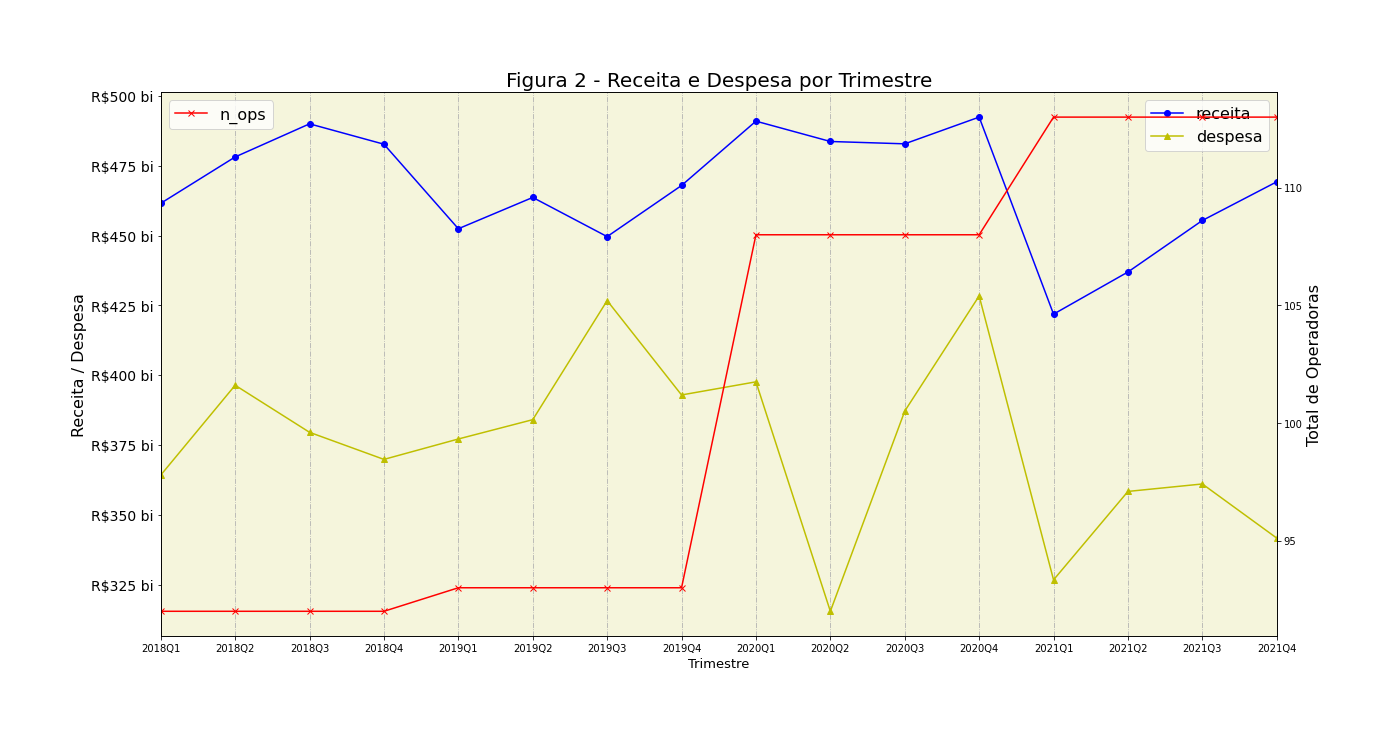 Figura 2 - Receita e Despesa por Trimestre
n_ops
receita
despesa
R$500 bi
R$475 bi
R$450 bi
R$425 bi
R$400 bi
R$375 bi
R$350 bi
R$325 bi
Receita / Despesa
110
105
100
95
Total de Operadoras
2018Q1 2018Q2 2018Q3 2018Q4 2019Q1 2019Q2 2019Q3 2019Q4 2020Q1 2020Q2 2020Q3 2020Q4 2021Q1 2021Q2 2021Q3 2021Q4
Trimestre